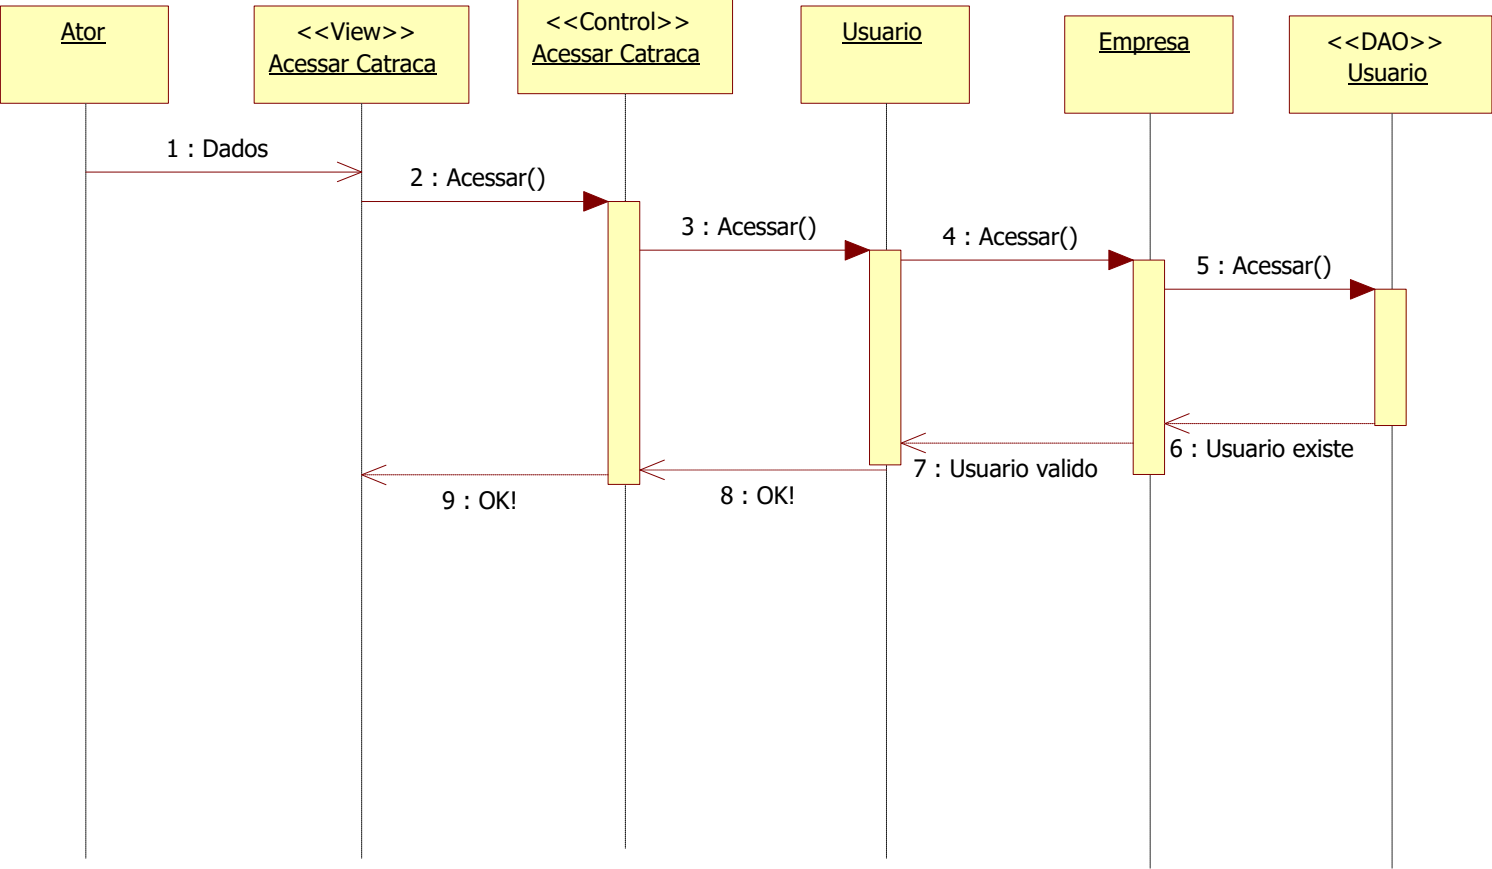 Ator
<<View>>
Acessar Catraca
<<Control>>
Acessar Catraca
Usuario
Empresa
<<DAO>>
Usuario
1 : Dados
2 : Acessar()
3 : Acessar()
4 : Acessar()
5 : Acessar()
6 : Usuario existe
7 : Usuario valido
8 : OK!
9 : OK!